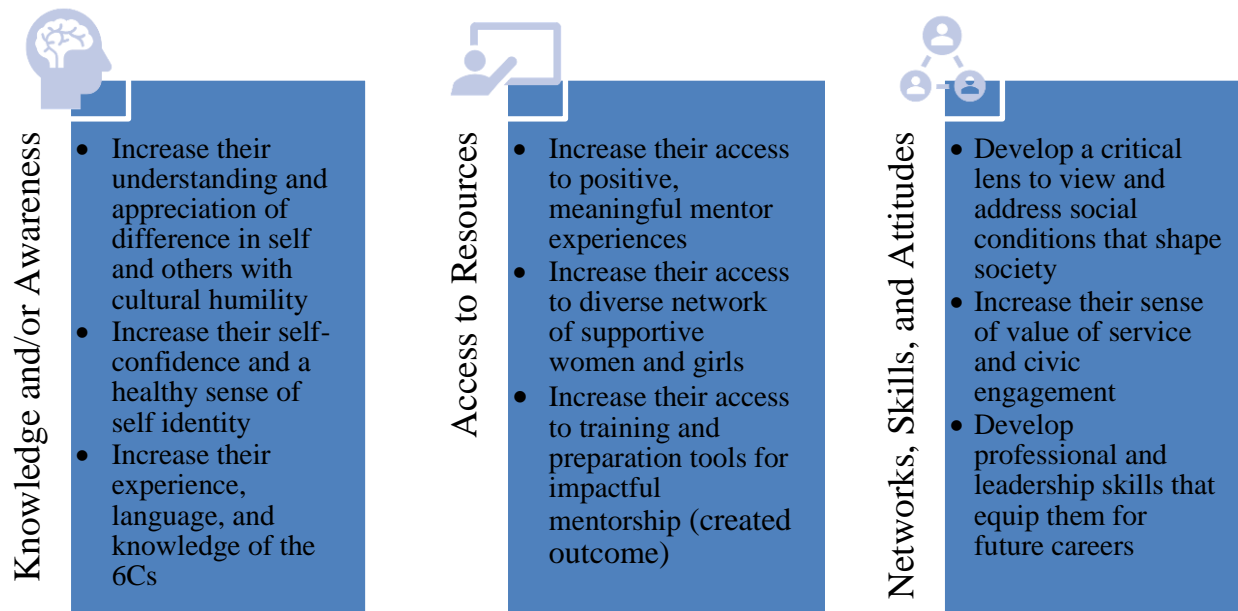 Knowledge and/or Awareness
• Increase their
understanding and
appreciation of
difference in self
and others with
cultural humility
• Increase their self-
confidence and a
healthy sense of
self identity
• Increase their
experience,
language, and
knowledge of the
6Cs
Access to Resources
• Increase their access
to positive,
meaningful mentor
experiences
• Increase their access
to diverse network
of supportive
women and girls
• Increase their access
to training and
preparation tools for
impactful
mentorship (created
outcome)
Networks, Skills, and Attitudes
• Develop a critical
lens to view and
address social
conditions that shape
society
• Increase their sense
of value of service
and civic
engagement
• Develop
professional and
leadership skills that
equip them for
future careers